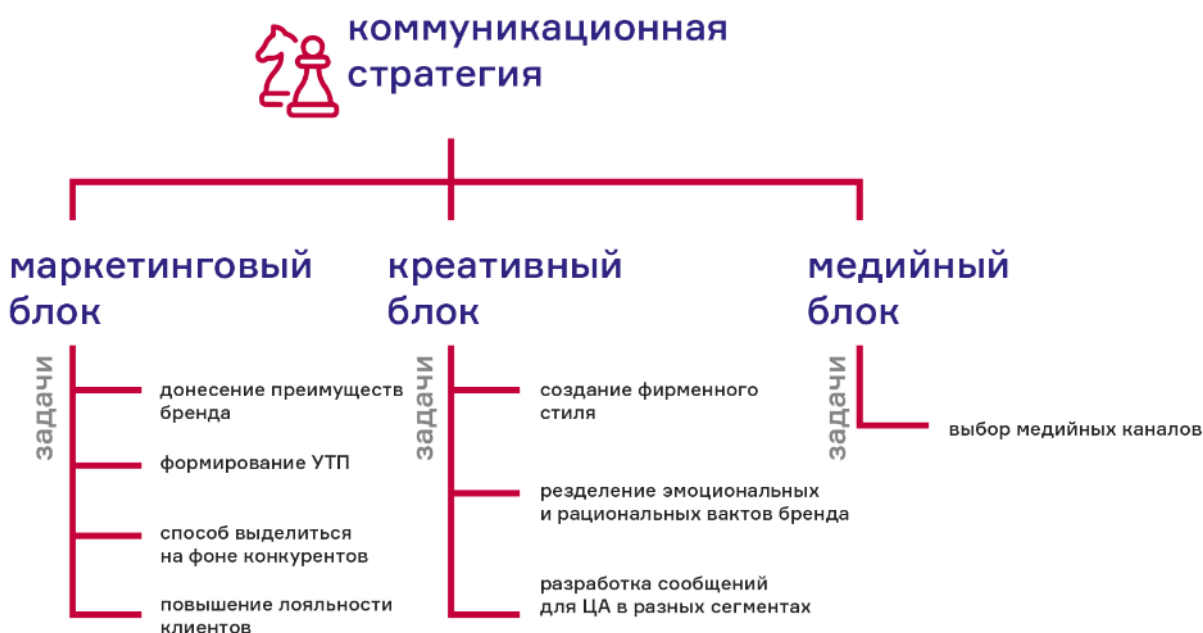 коммуникационная
стратегия
маркетинговый
блок
задачи
донесение преимуществ
бренда
формирование УТП
способ выделиться
на фоне конкурентов
повышение лояльности
клиентов
креативный
блок
задачи
создание фирменного
стиля
резделение эмоциональных
и рациональных вактов бренда
разработка сообщений
для ЦА в разных сегментах
медийный
блок
задачи
выбор медийных каналов